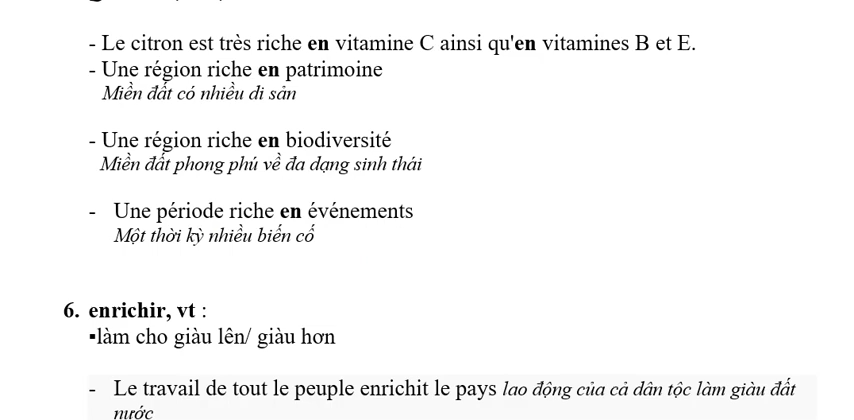 - Le citron est très riche en vitamine C ainsi qu'en vitamines B et E.
- Une région riche en patrimoine
Miền đất có nhiều di sản
- Une région riche en biodiversité
Miền đất phong phú về đa dạng sinh thái
- Une période riche en événements
Một thời kỳ nhiều biến cố
6. enrichir, vt :
▪làm cho giàu lên/ giàu hơn
- Le travail de tout le peuple enrichit le pays lao động của cả dân tộc làm giàu đất
nước